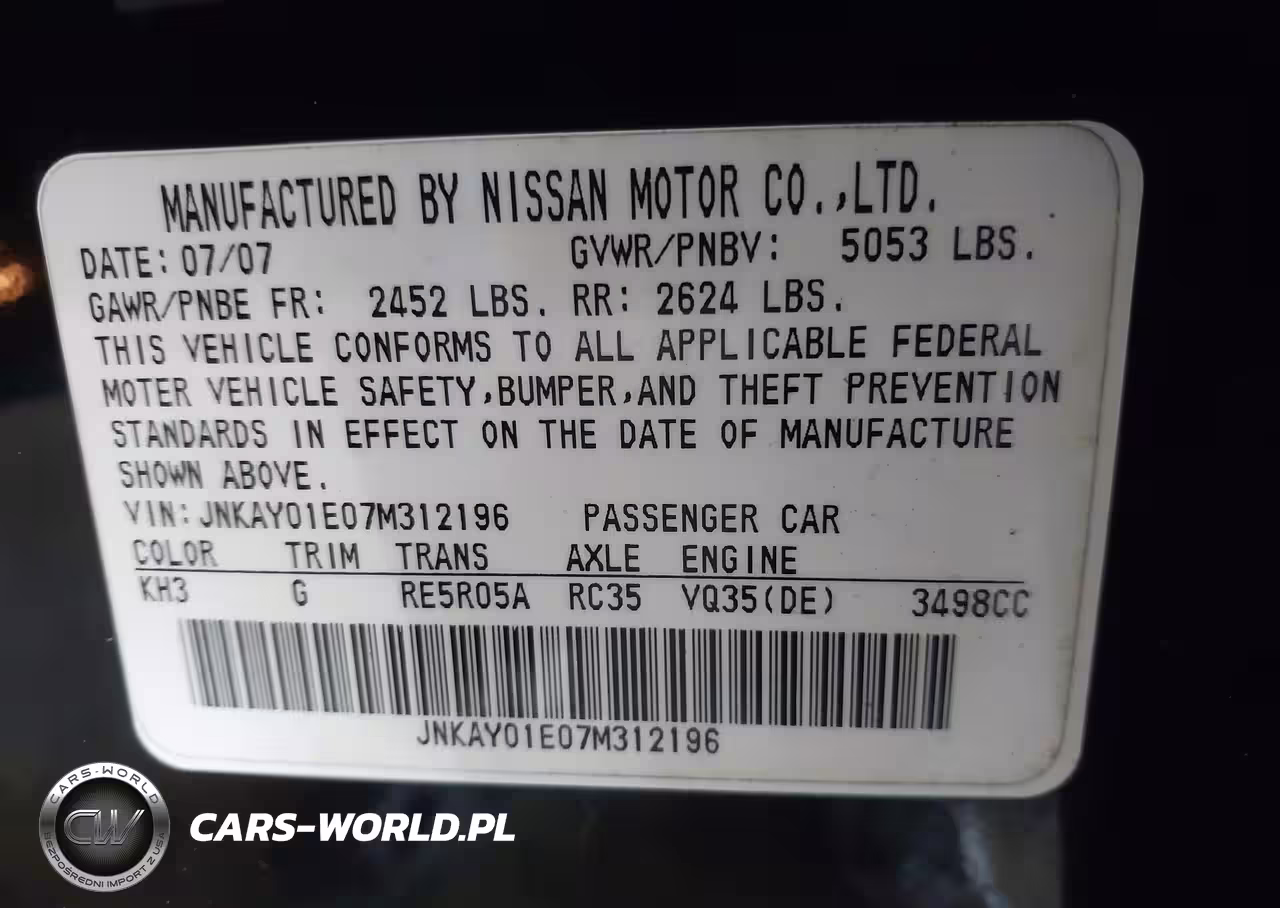 MANUFACTURED BY NISSAN MOTOR CO.,LTD.
DATE: 07/07 GVWR/PNBV: 5053 LBS.
GAWR/PNBE FR: 2452 LBS. RR: 2624 LBS.
THIS VEHICLE CONFORMS TO ALL APPLICABLE FEDERAL
MOTER VEHICLE SAFETY,BUMPER,AND THEFT PREVENTION
STANDARDS IN EFFECT ON THE DATE OF MANUFACTURE
SHOWN ABOVE.
VIN: JNKAY01E07M312196 PASSENGER CAR
COLOR TRIM TRANS AXLE ENGINE
KH3 G RE5R05A RC35 VQ35(DE) 3498CC
JNKAY01E07M312196
CARS-WORLD
CW
BEZPOŚREDNI IMPORT Z USA
CARS-WORLD.PL